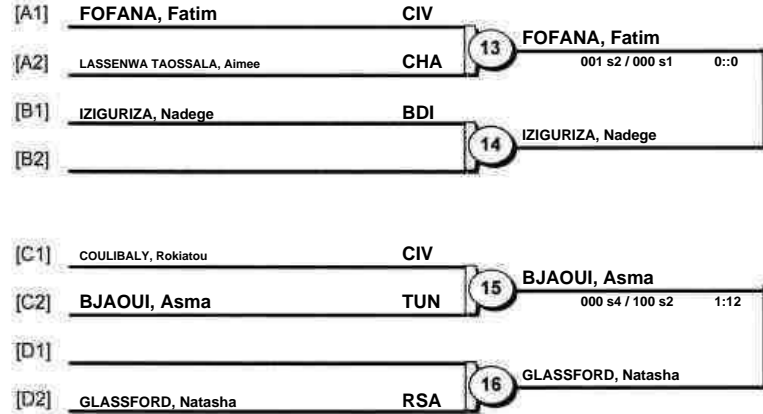 [A1] FOFANA, Fatim CIV
13 FOFANA, Fatim
[A2] LASSENWA TAOSSALA, Aimee CHA
001 s2 / 000 s1 0::0
[B1] IZIGURIZA, Nadege BDI
14 IZIGURIZA, Nadege
[B2]
[C1] COULIBALY, Rokiatou CIV
15 BJAOUI, Asma
[C2] BJAOUI, Asma TUN
000 s4 / 100 s2 1:12
[D1]
16 GLASSFORD, Natasha
[D2] GLASSFORD, Natasha RSA